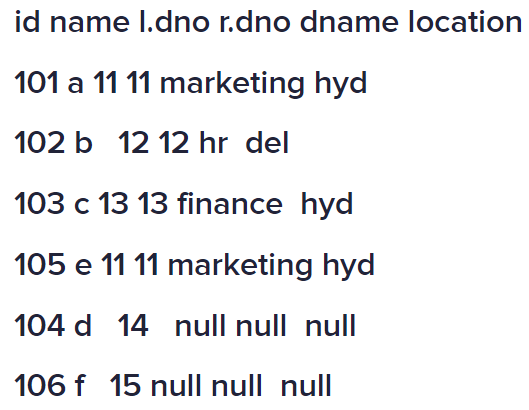 id name l.dno r.dno dname location
101 a 11 11 marketing hyd
102 b 12 12 hr del
103 c 13 13 finance hyd
105 e 11 11 marketing hyd
104 d 14 null null null
106 f 15 null null null